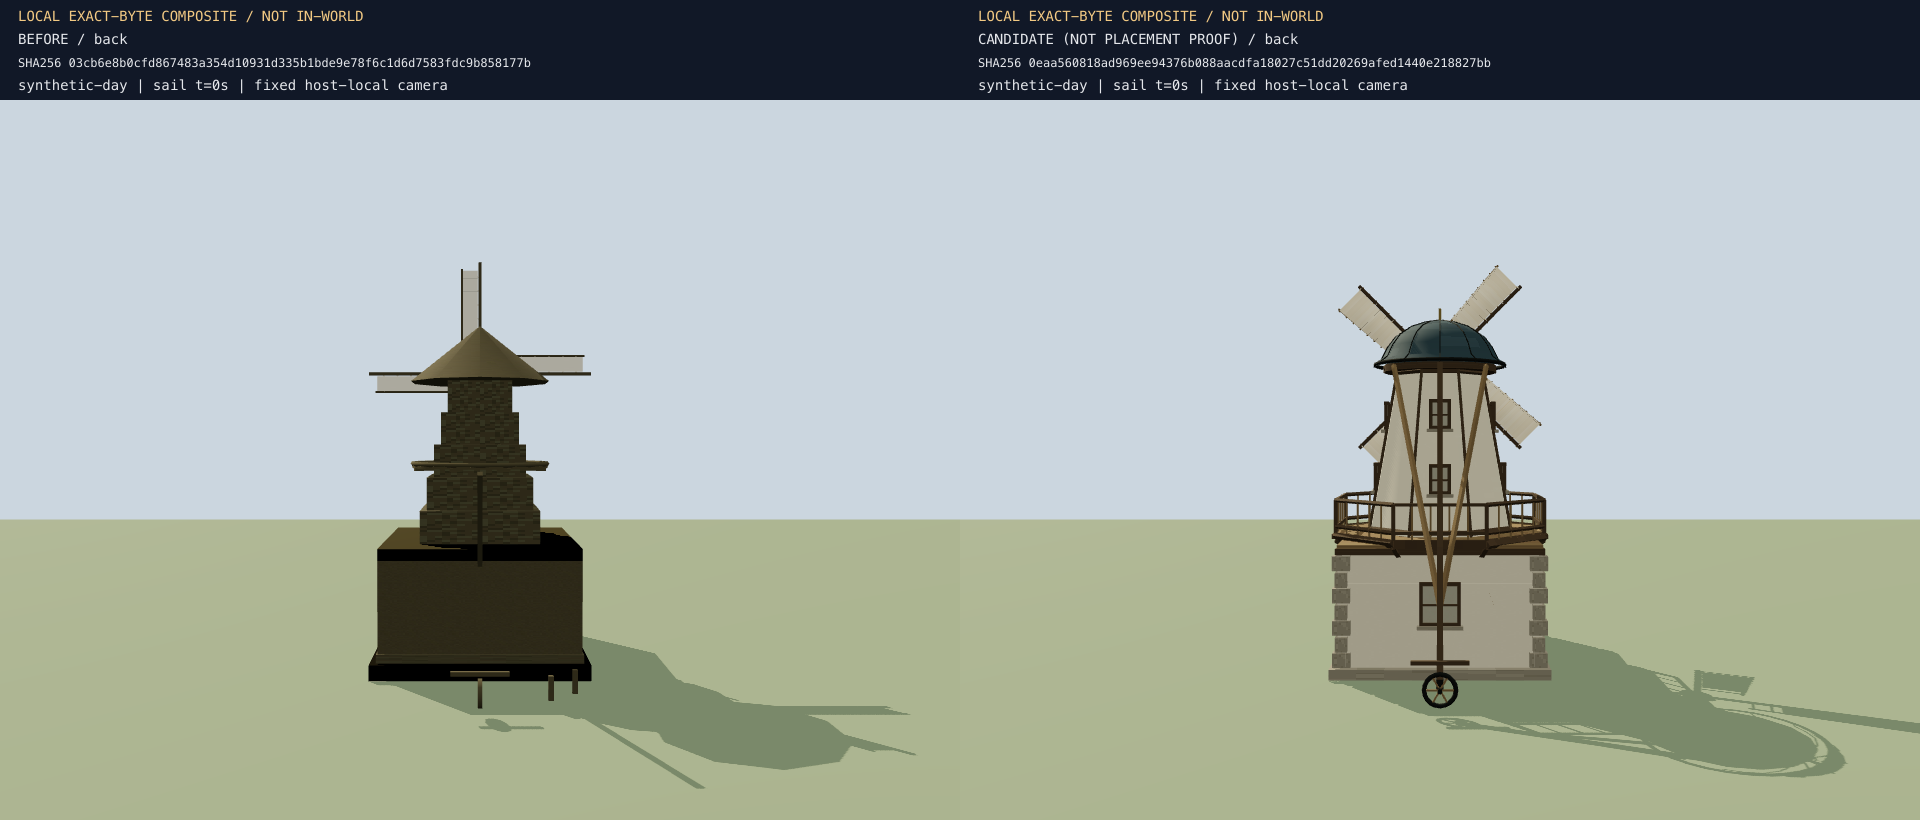 LOCAL EXACT-BYTE COMPOSITE / NOT IN-WORLD
BEFORE / back
SHA256 03cb6e8b0cfd867483a354d10931d335b1bde9e78f6c1d6d7583fdc9b858177b
synthetic-day | sail t=0s | fixed host-local camera
LOCAL EXACT-BYTE COMPOSITE / NOT IN-WORLD
CANDIDATE (NOT PLACEMENT PROOF) / back
SHA256 0eaa560818ad969ee94376b088aacdfa18027c51dd20269afed1440e218827bb
synthetic-day | sail t=0s | fixed host-local camera